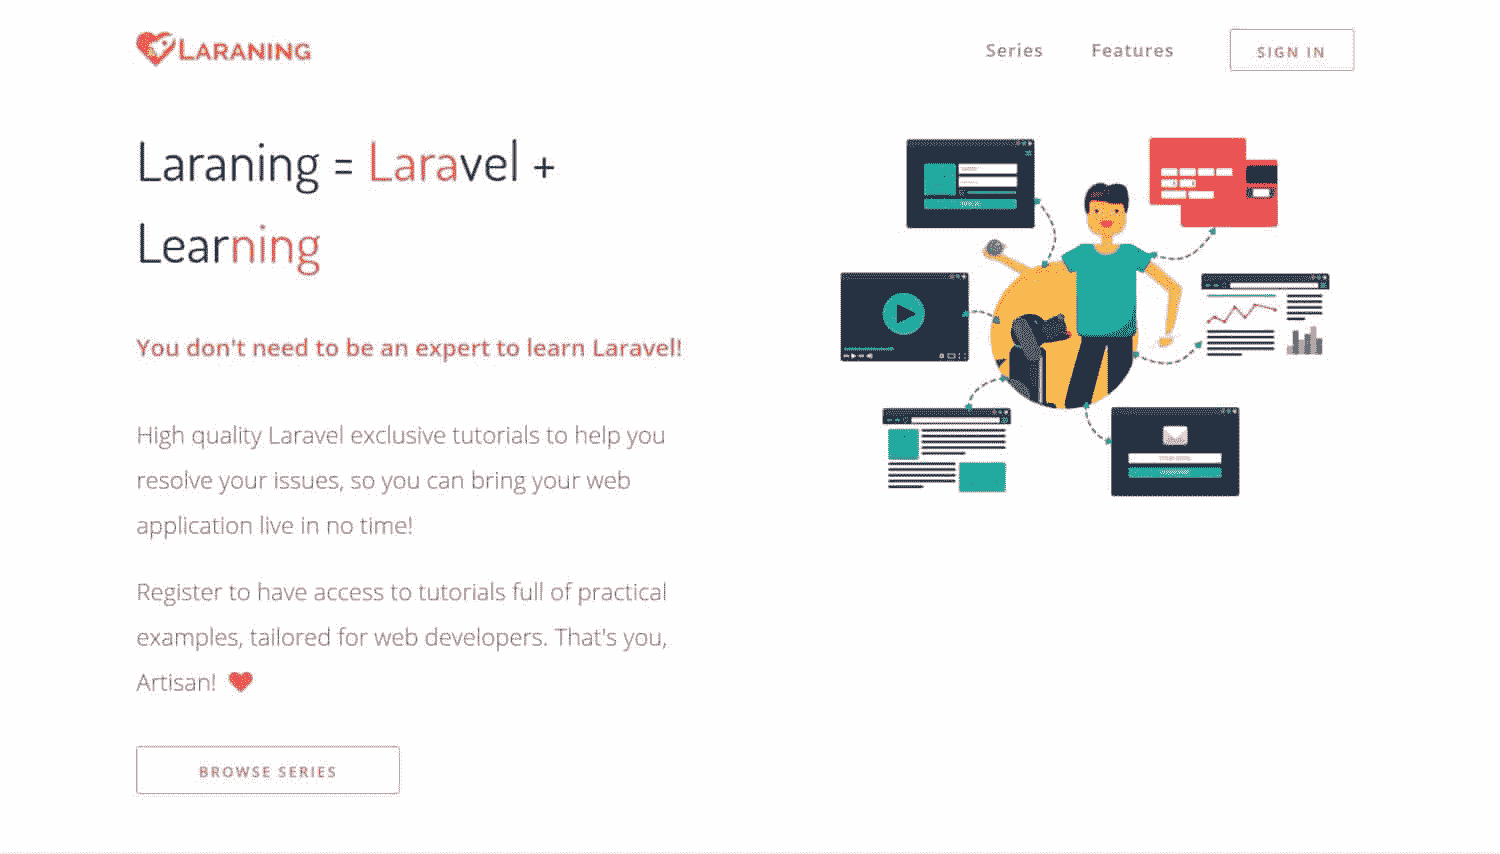 LARANING
Series
Features
SIGN IN
Laraning = Laravel +
Learning
You don't need to be an expert to learn Laravel!
High quality Laravel exclusive tutorials to help you
resolve your issues, so you can bring your web
application live in no time!
Register to have access to tutorials full of practical
examples, tailored for web developers. That's you,
Artisan!
BROWSE SERIES